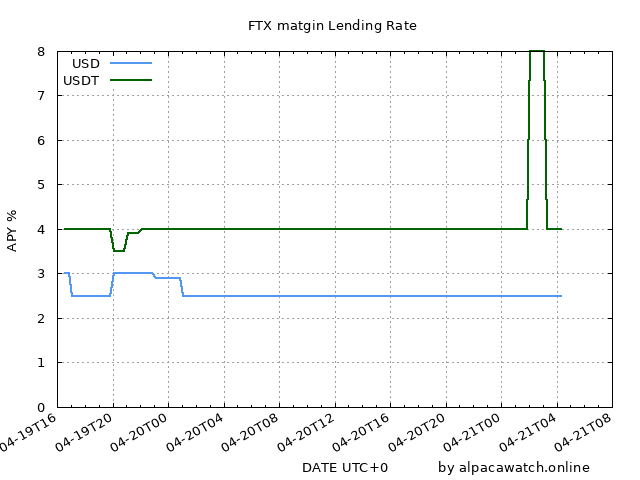 FTX matgin Lending Rate
USD
USDT
8
7
6
5
4
3
2
1
0
APY %
04-19T16
04-19T20
04-20T00
04-20T04
04-20T08
04-20T12
04-20T16
04-20T20
04-21T00
04-21T04
04-21T08
DATE UTC+0
by alpacawatch.online